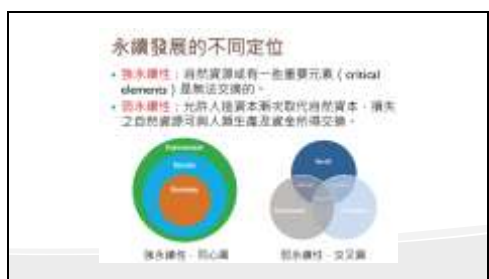 永續發展的不同定位
• 強永續性：自然資源或有一些重要元素（critical
elements）是無法交換的。
• 弱永續性：允許人造資本漸次取代自然資本，損失
之自然資源可與人類生產及資金所得交換。
Environment
Society
Economy
Social
強永續性－同心圓
弱永續性－交叉圓